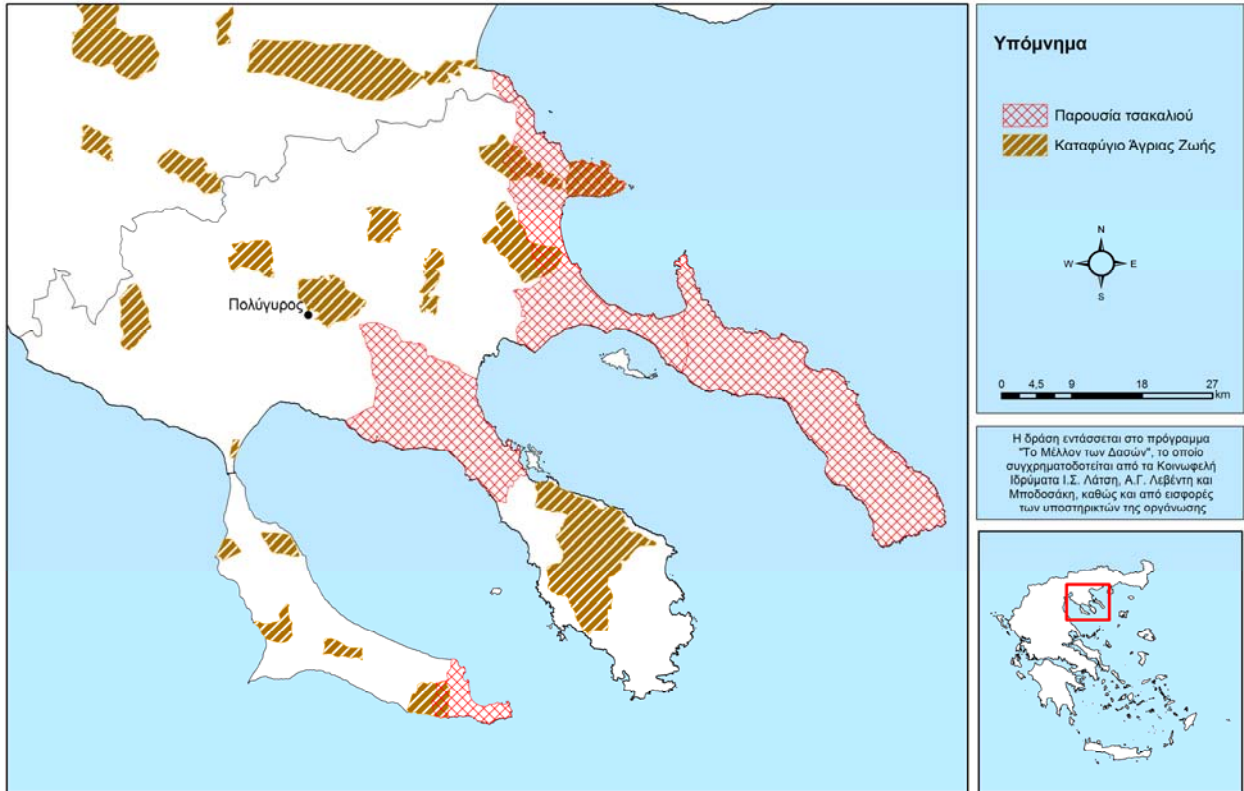 Πολύγυρος
Υπόμνημα
Παρουσία τσακαλιού
Καταφύγιο Άγριας Ζωής
N
W E
S
0 4,5 9 18 27
km
Η δράση εντάσσεται στο πρόγραμμα
"Το Μέλλον των Δασών", το οποίο
συγχρηματοδοτείται από τα Κοινωφελή
Ιδρύματα Ι.Σ. Λάτση, Α.Γ. Λεβέντη και
Μποδοσάκη, καθώς και από εισφορές
των υποστηρικτών της οργάνωσης